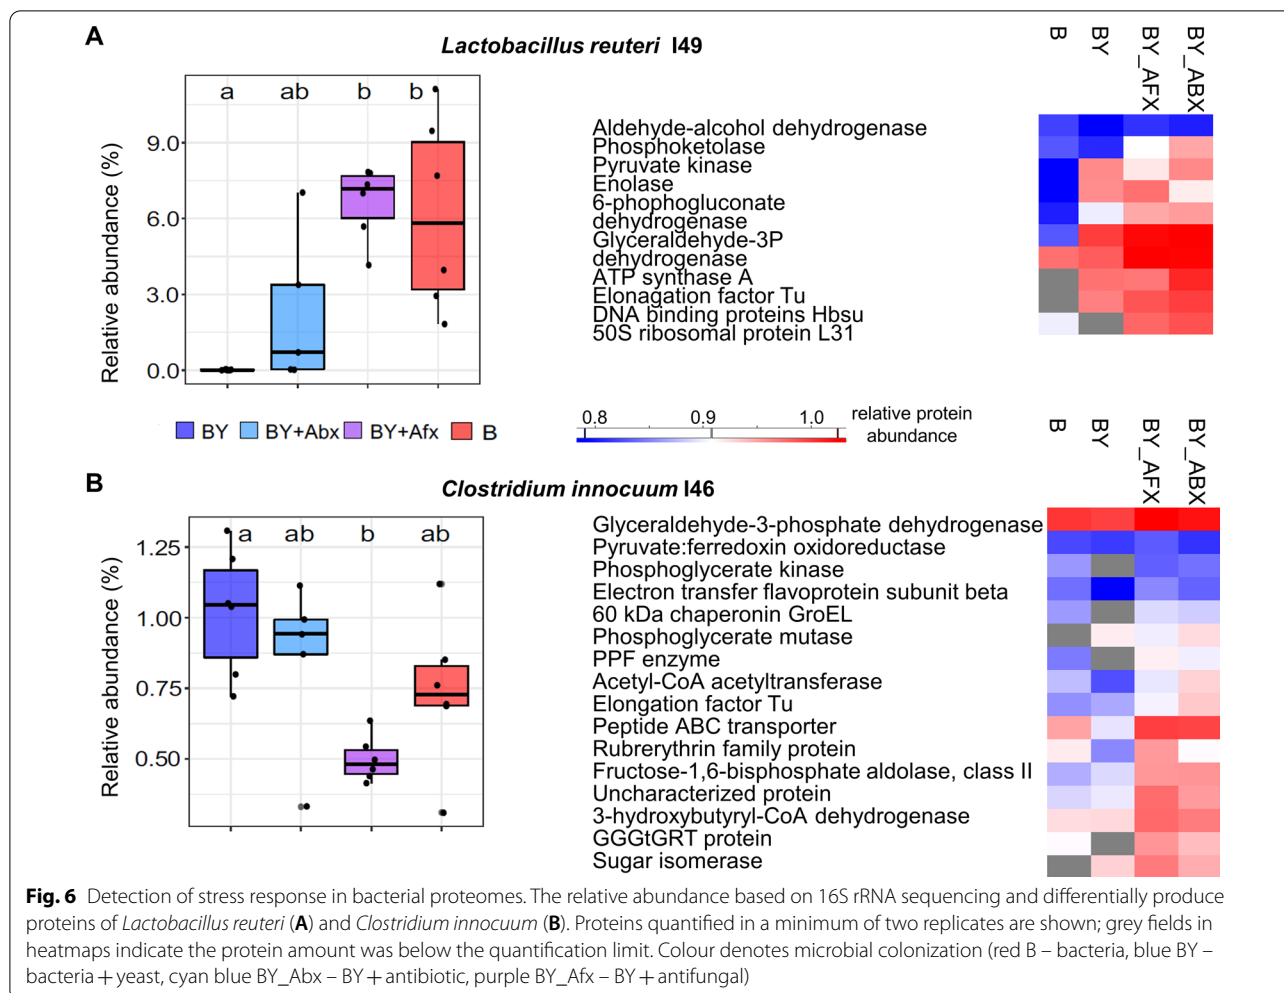 A
Lactobacillus reuteri I49
B
BY
BY_AFX
BY_ABX
a
ab
b
b
9.0
6.0
3.0
0.0
Relative abundance (%)
Aldehyde-alcohol dehydrogenase
Phosphoketolase
Pyruvate kinase
Enolase
6-phophogluconate
dehydrogenase
Glyceraldehyde-3P
dehydrogenase
ATP synthase A
Elonagation factor Tu
DNA binding proteins Hbsu
50S ribosomal protein L31
BY
BY+Abx
BY+Afx
B
0.8
0.9
1.0
relative protein
abundance
B
Clostridium innocuum I46
B
BY
BY_AFX
BY_ABX
a
ab
b
ab
1.25
1.00
0.75
0.50
Relative abundance (%)
Glyceraldehyde-3-phosphate dehydrogenase
Pyruvate:ferredoxin oxidoreductase
Phosphoglycerate kinase
Electron transfer flavoprotein subunit beta
60 kDa chaperonin GroEL
Phosphoglycerate mutase
PPF enzyme
Acetyl-CoA acetyltransferase
Elongation factor Tu
Peptide ABC transporter
Rubrerythrin family protein
Fructose-1,6-bisphosphate aldolase, class II
Uncharacterized protein
3-hydroxybutyryl-CoA dehydrogenase
GGGtGRT protein
Sugar isomerase
Fig. 6 Detection of stress response in bacterial proteomes. The relative abundance based on 16S rRNA sequencing and differentially produce
proteins of Lactobacillus reuteri (A) and Clostridium innocuum (B). Proteins quantified in a minimum of two replicates are shown; grey fields in
heatmaps indicate the protein amount was below the quantification limit. Colour denotes microbial colonization (red B – bacteria, blue BY –
bacteria + yeast, cyan blue BY_Abx – BY + antibiotic, purple BY_Afx – BY + antifungal)